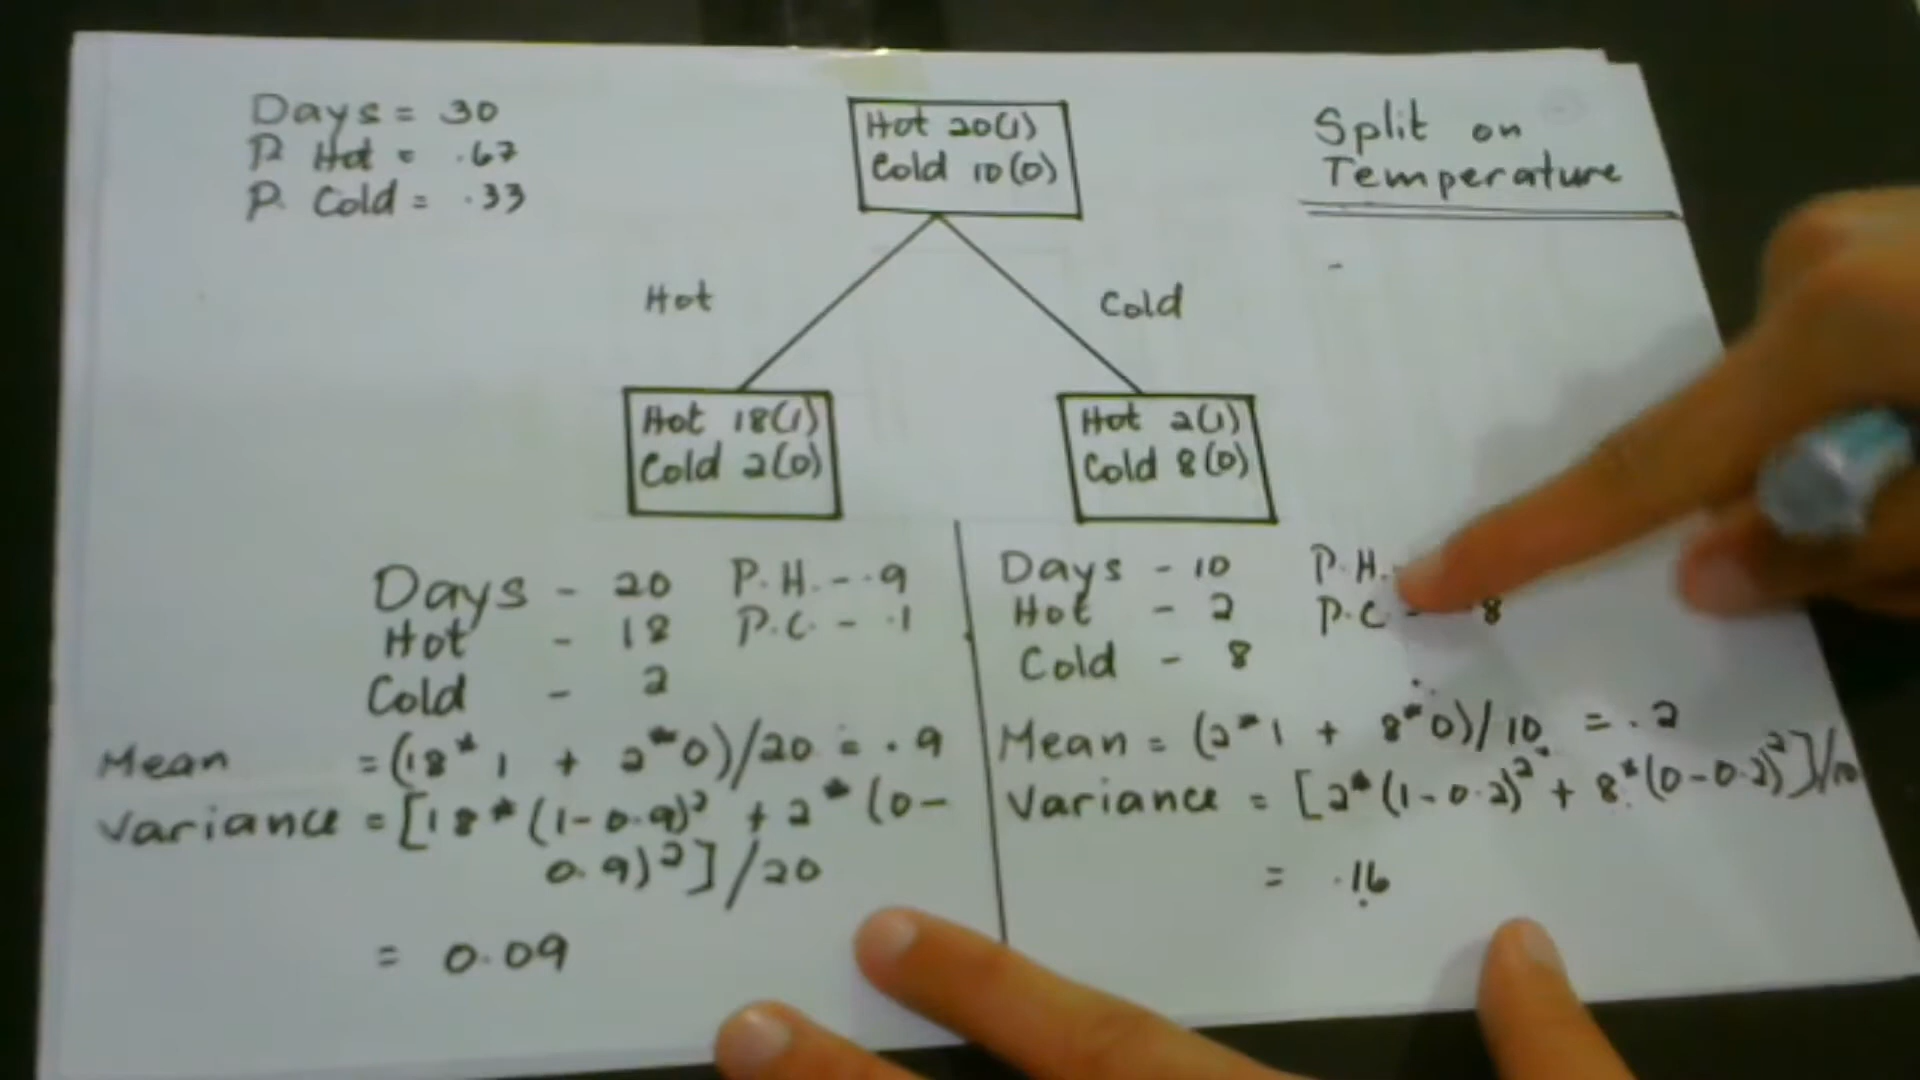 Days = 30
P Hot = .67
P. Cold = .33
Hot 20(1)
Cold 10(0)
Split on
Temperature
Hot
Cold
Hot 18(1)
Cold 2(0)
Hot 2(1)
Cold 8(0)
Days - 20 P.H. - .9
Hot - 18 P.C. - .1
Cold - 2
Mean = (18*1 + 2*0)/20 = .9
Variance = [18*(1-0.9)² + 2*(0-
0.9)²]/20
= 0.09
Days - 10 P.H.
Hot - 2 P.C - .8
Cold - 8
Mean = (2*1 + 8*0)/10 = .2
Variance = [2*(1-0.2)² + 8*(0-0.2)²]/10
= .16